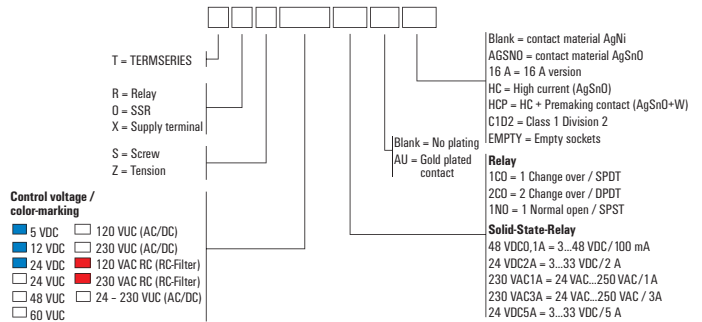 T = TERMSERIES
R = Relay
O = SSR
X = Supply terminal
S = Screw
Z = Tension
Control voltage /
color-marking
5 VDC 120 VUC (AC/DC)
12 VDC 230 VUC (AC/DC)
24 VDC 120 VAC RC (RC-Filter)
24 VUC 230 VAC RC (RC-Filter)
48 VUC 24 – 230 VUC (AC/DC)
60 VUC
Blank = No plating
AU = Gold plated
contact
Blank = contact material AgNi
AGSNO = contact material AgSnO
16 A = 16 A version
HC = High current (AgSnO)
HCP = HC + Premaking contact (AgSnO+W)
C1D2 = Class 1 Division 2
EMPTY = Empty sockets
Relay
1CO = 1 Change over / SPDT
2CO = 2 Change over / DPDT
1NO = 1 Normal open / SPST
Solid-State-Relay
48 VDC0,1A = 3...48 VDC/100 mA
24 VDC2A = 3...33 VDC/2 A
230 VAC1A = 24 VAC...250 VAC/1 A
230 VAC3A = 24 VAC...250 VAC / 3A
24 VDC5A = 3...33 VDC/5 A